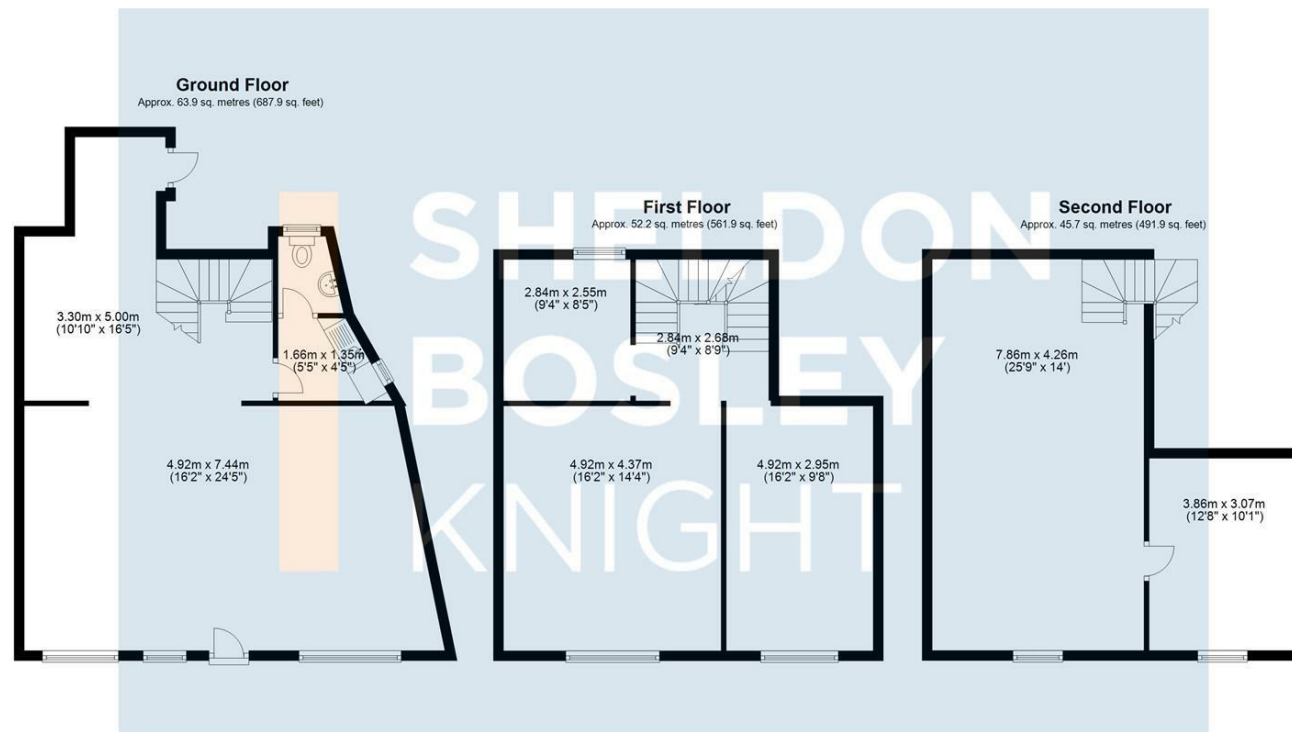 Ground Floor
Approx. 63.9 sq. metres (687.9 sq. feet)
3.30m x 5.00m
(10'10" x 16'5")
1.66m x 1.35m
(5'5" x 4'5")
4.92m x 7.44m
(16'2" x 24'5")
First Floor
Approx. 52.2 sq. metres (561.9 sq. feet)
2.84m x 2.55m
(9'4" x 8'5")
2.84m x 2.68m
(9'4" x 8'9")
4.92m x 4.37m
(16'2" x 14'4")
4.92m x 2.95m
(16'2" x 9'8")
Second Floor
Approx. 45.7 sq. metres (491.9 sq. feet)
7.86m x 4.26m
(25'9" x 14')
3.86m x 3.07m
(12'8" x 10'1")
SHELDON
BOSLEY
KNIGHT